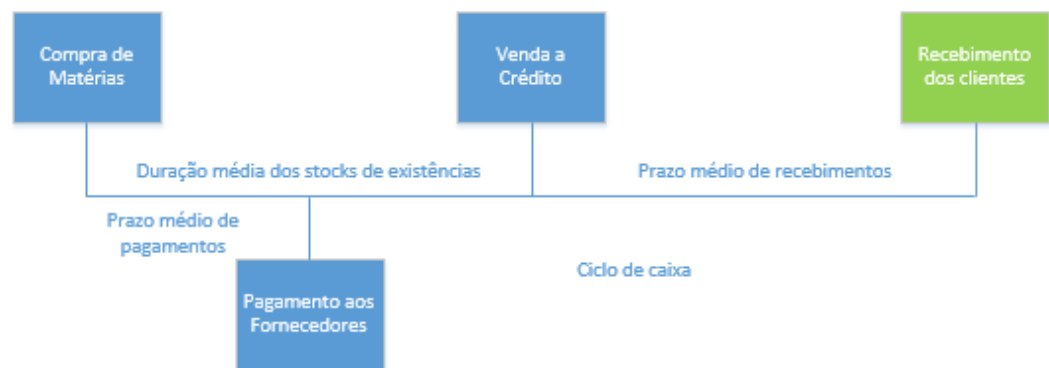 Compra de
Matérias
Venda a
Crédito
Recebimento
dos clientes
Duração média dos stocks de existências
Prazo médio de recebimentos
Prazo médio de
pagamentos
Ciclo de caixa
Pagamento aos
Fornecedores